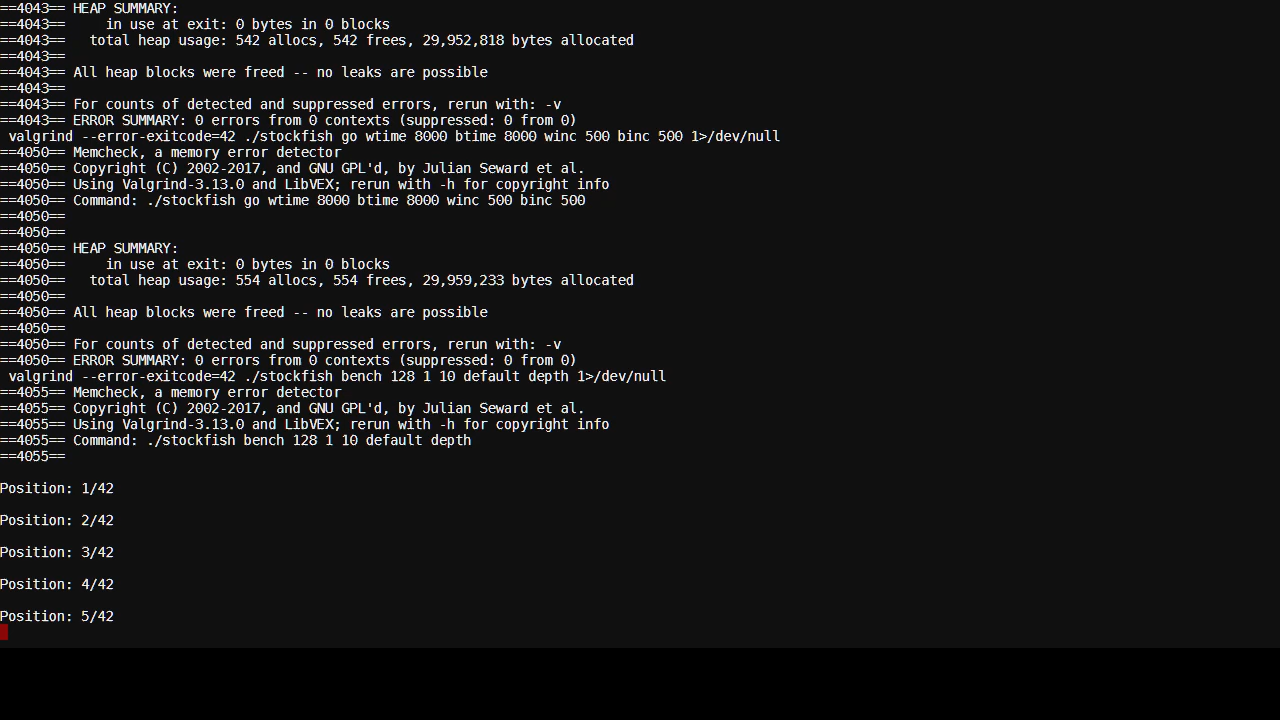 ==4043== HEAP SUMMARY:
==4043==     in use at exit: 0 bytes in 0 blocks
==4043==   total heap usage: 542 allocs, 542 frees, 29,952,818 bytes allocated
==4043==
==4043== All heap blocks were freed -- no leaks are possible
==4043==
==4043== For counts of detected and suppressed errors, rerun with: -v
==4043== ERROR SUMMARY: 0 errors from 0 contexts (suppressed: 0 from 0)
 valgrind --error-exitcode=42 ./stockfish go wtime 8000 btime 8000 winc 500 binc 500 1>/dev/null
==4050== Memcheck, a memory error detector
==4050== Copyright (C) 2002-2017, and GNU GPL'd, by Julian Seward et al.
==4050== Using Valgrind-3.13.0 and LibVEX; rerun with -h for copyright info
==4050== Command: ./stockfish go wtime 8000 btime 8000 winc 500 binc 500
==4050==
==4050==
==4050== HEAP SUMMARY:
==4050==     in use at exit: 0 bytes in 0 blocks
==4050==   total heap usage: 554 allocs, 554 frees, 29,959,233 bytes allocated
==4050==
==4050== All heap blocks were freed -- no leaks are possible
==4050==
==4050== For counts of detected and suppressed errors, rerun with: -v
==4050== ERROR SUMMARY: 0 errors from 0 contexts (suppressed: 0 from 0)
 valgrind --error-exitcode=42 ./stockfish bench 128 1 10 default depth 1>/dev/null
==4055== Memcheck, a memory error detector
==4055== Copyright (C) 2002-2017, and GNU GPL'd, by Julian Seward et al.
==4055== Using Valgrind-3.13.0 and LibVEX; rerun with -h for copyright info
==4055== Command: ./stockfish bench 128 1 10 default depth
==4055==
Position: 1/42
Position: 2/42
Position: 3/42
Position: 4/42
Position: 5/42